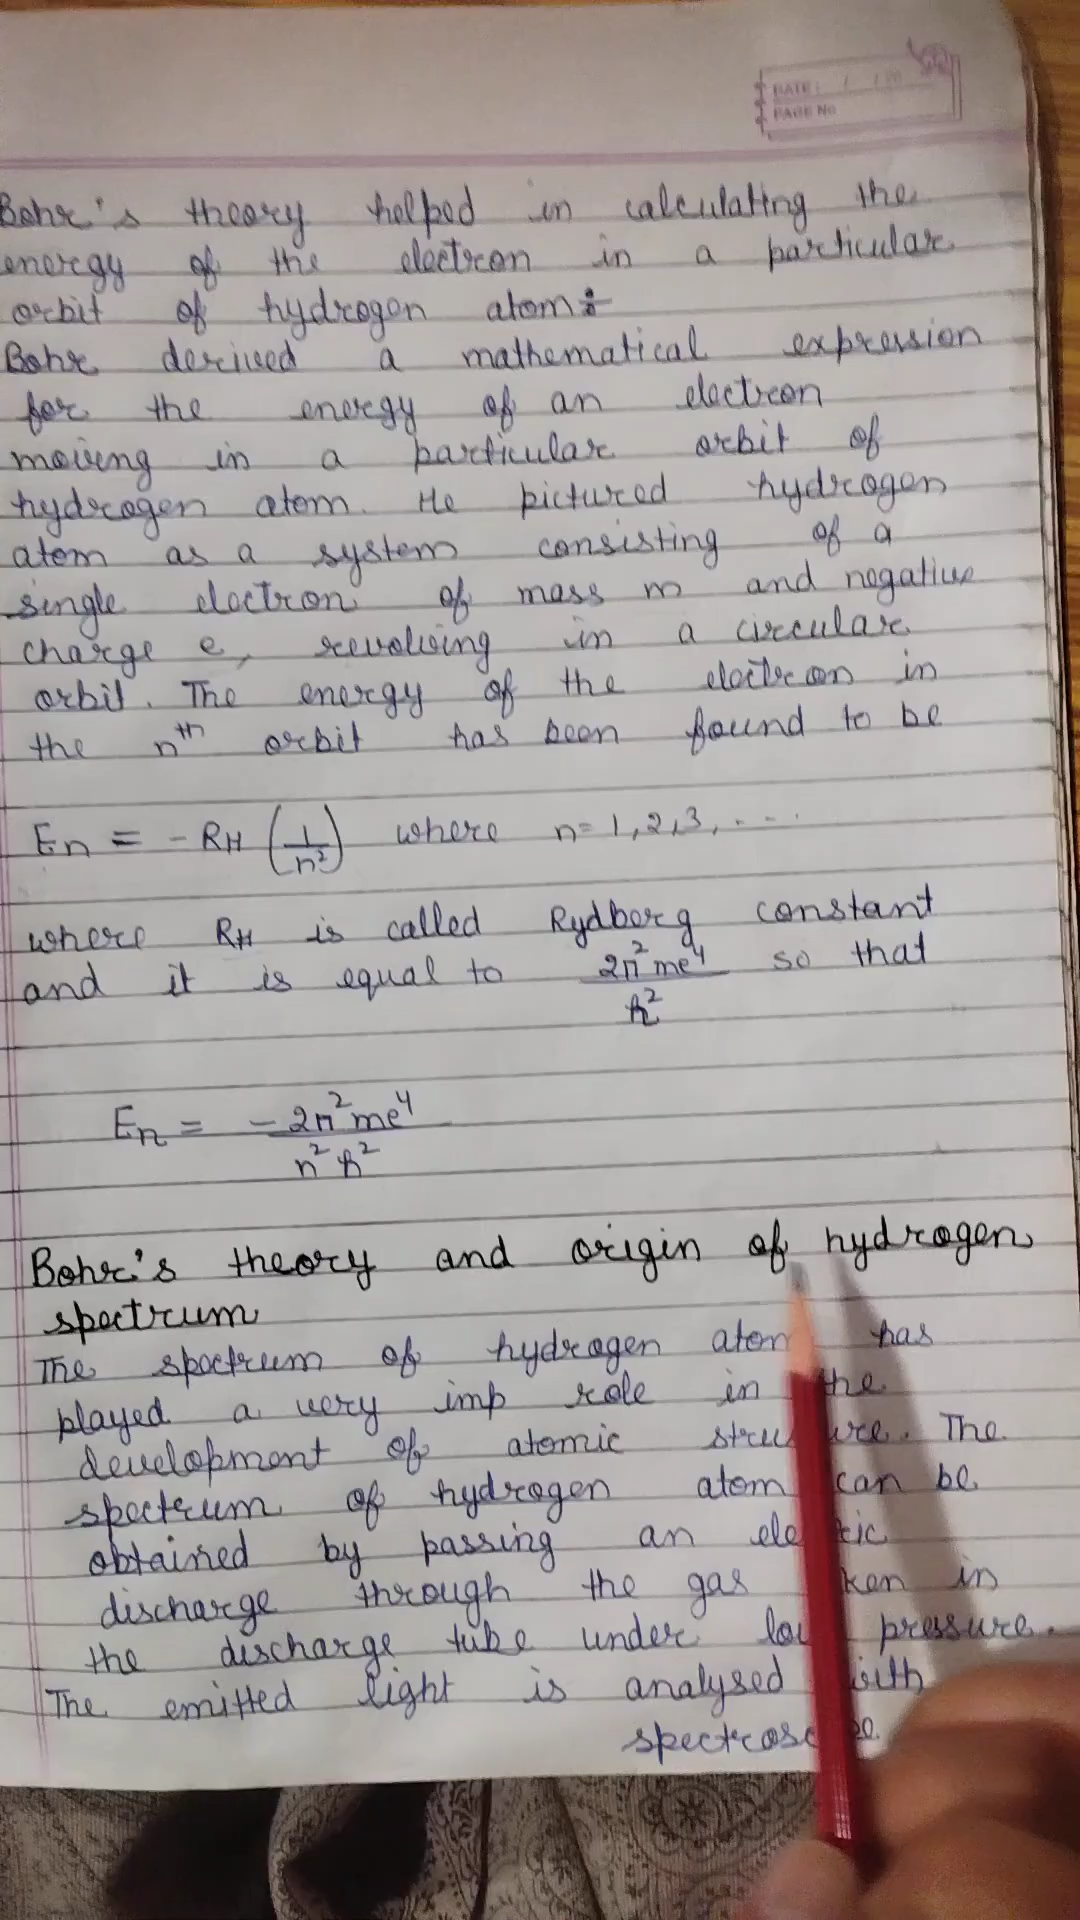 DATE: / /20
PAGE NO
Bohr's theory helped in calculating the
energy of the electron in a particular
orbit of hydrogen atom:-
Bohr derived a mathematical expression
for the energy of an electron
moving in a particular orbit of
hydrogen atom. He pictured hydrogen
atom as a system consisting of a
single electron of mass m and negative
charge e, revolving in a circular
orbit. The energy of the electron in
the nth orbit has been found to be
En = -RH (1/n²) where n=1,2,3,....
where RH is called Rydberg constant
and it is equal to 2π²me⁴/h² so that
En = -2π²me⁴/n²h²
Bohr's theory and origin of hydrogen
spectrum
The spectrum of hydrogen atom has
played a very imp role in the
development of atomic structure. The
spectrum of hydrogen atom can be
obtained by passing an electric
discharge through the gas taken in
the discharge tube under low pressure.
The emitted light is analysed with
spectroscope.